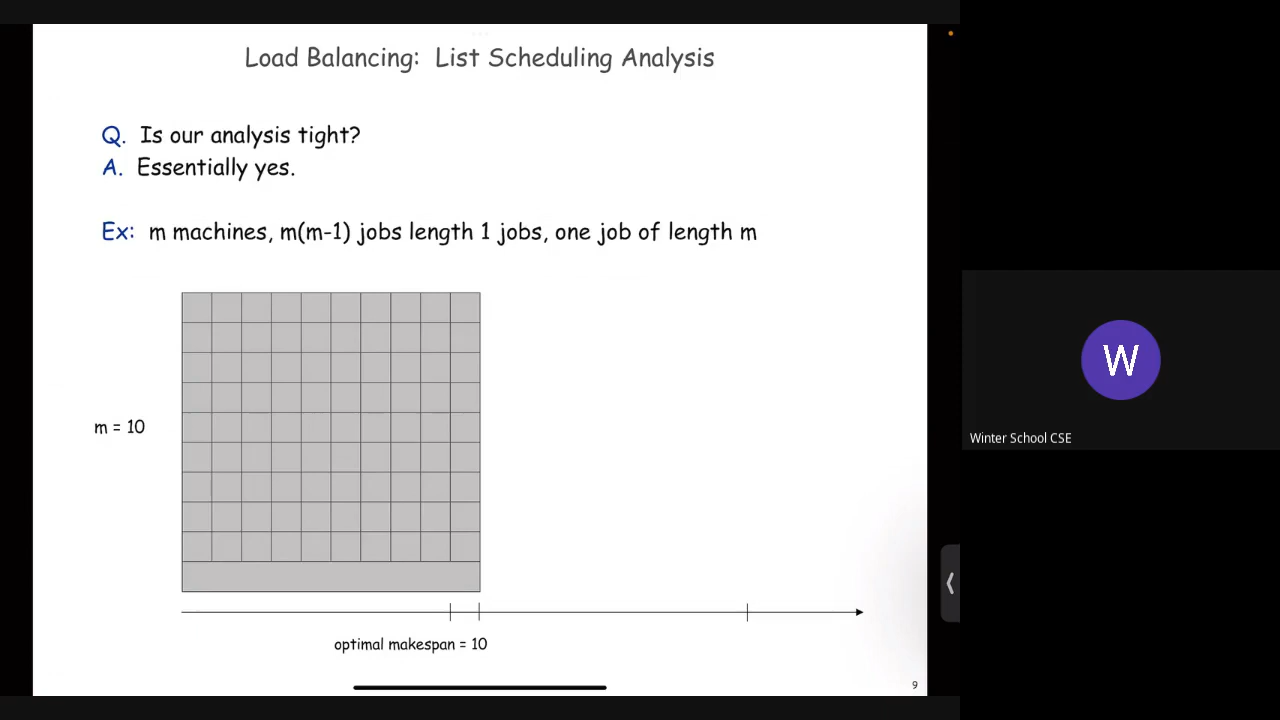 Load Balancing: List Scheduling Analysis
Q. Is our analysis tight?
A. Essentially yes.
Ex: m machines, m(m-1) jobs length 1 jobs, one job of length m
m = 10
optimal makespan = 10
9
W
Winter School CSE